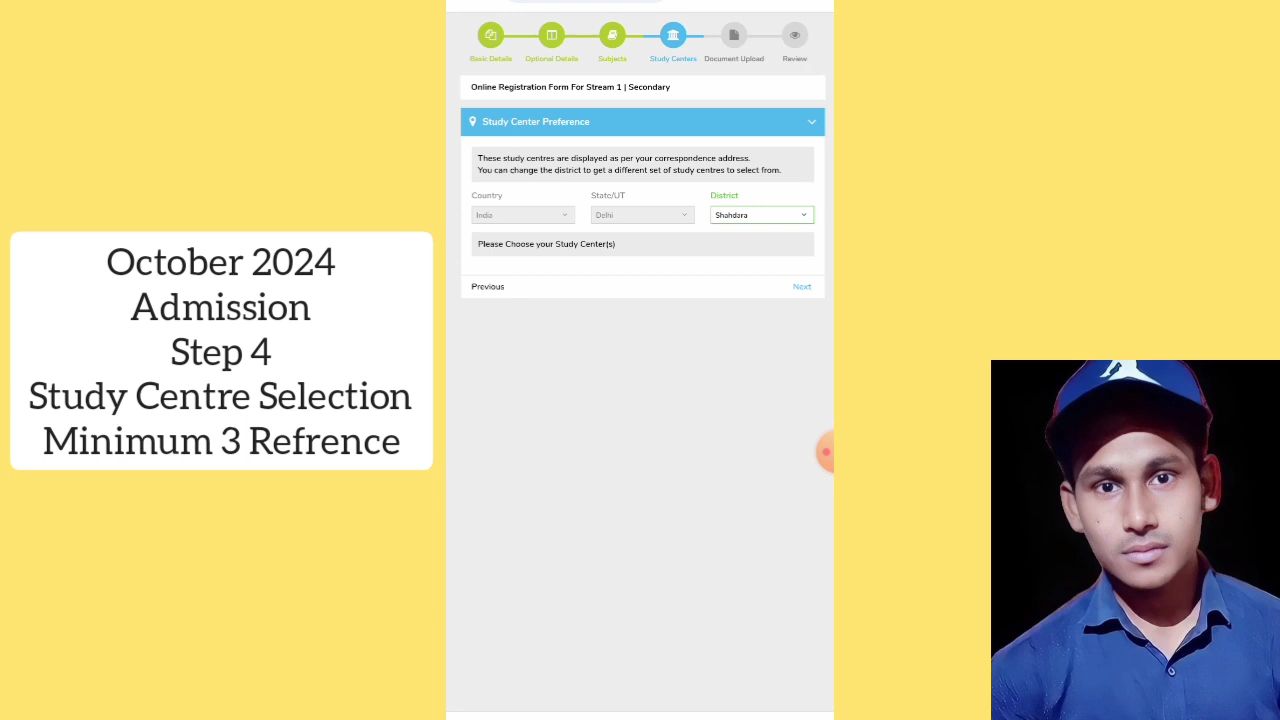 October 2024
Admission
Step 4
Study Centre Selection
Minimum 3 Refrence
Basic Details Optional Details Subjects Study Centers Document Upload Review
Online Registration Form For Stream 1 | Secondary
Study Center Preference
These study centres are displayed as per your correspondence address.
You can change the district to get a different set of study centres to select from.
Country State/UT District
India Delhi Shahdara
Please Choose your Study Center(s)
Previous Next